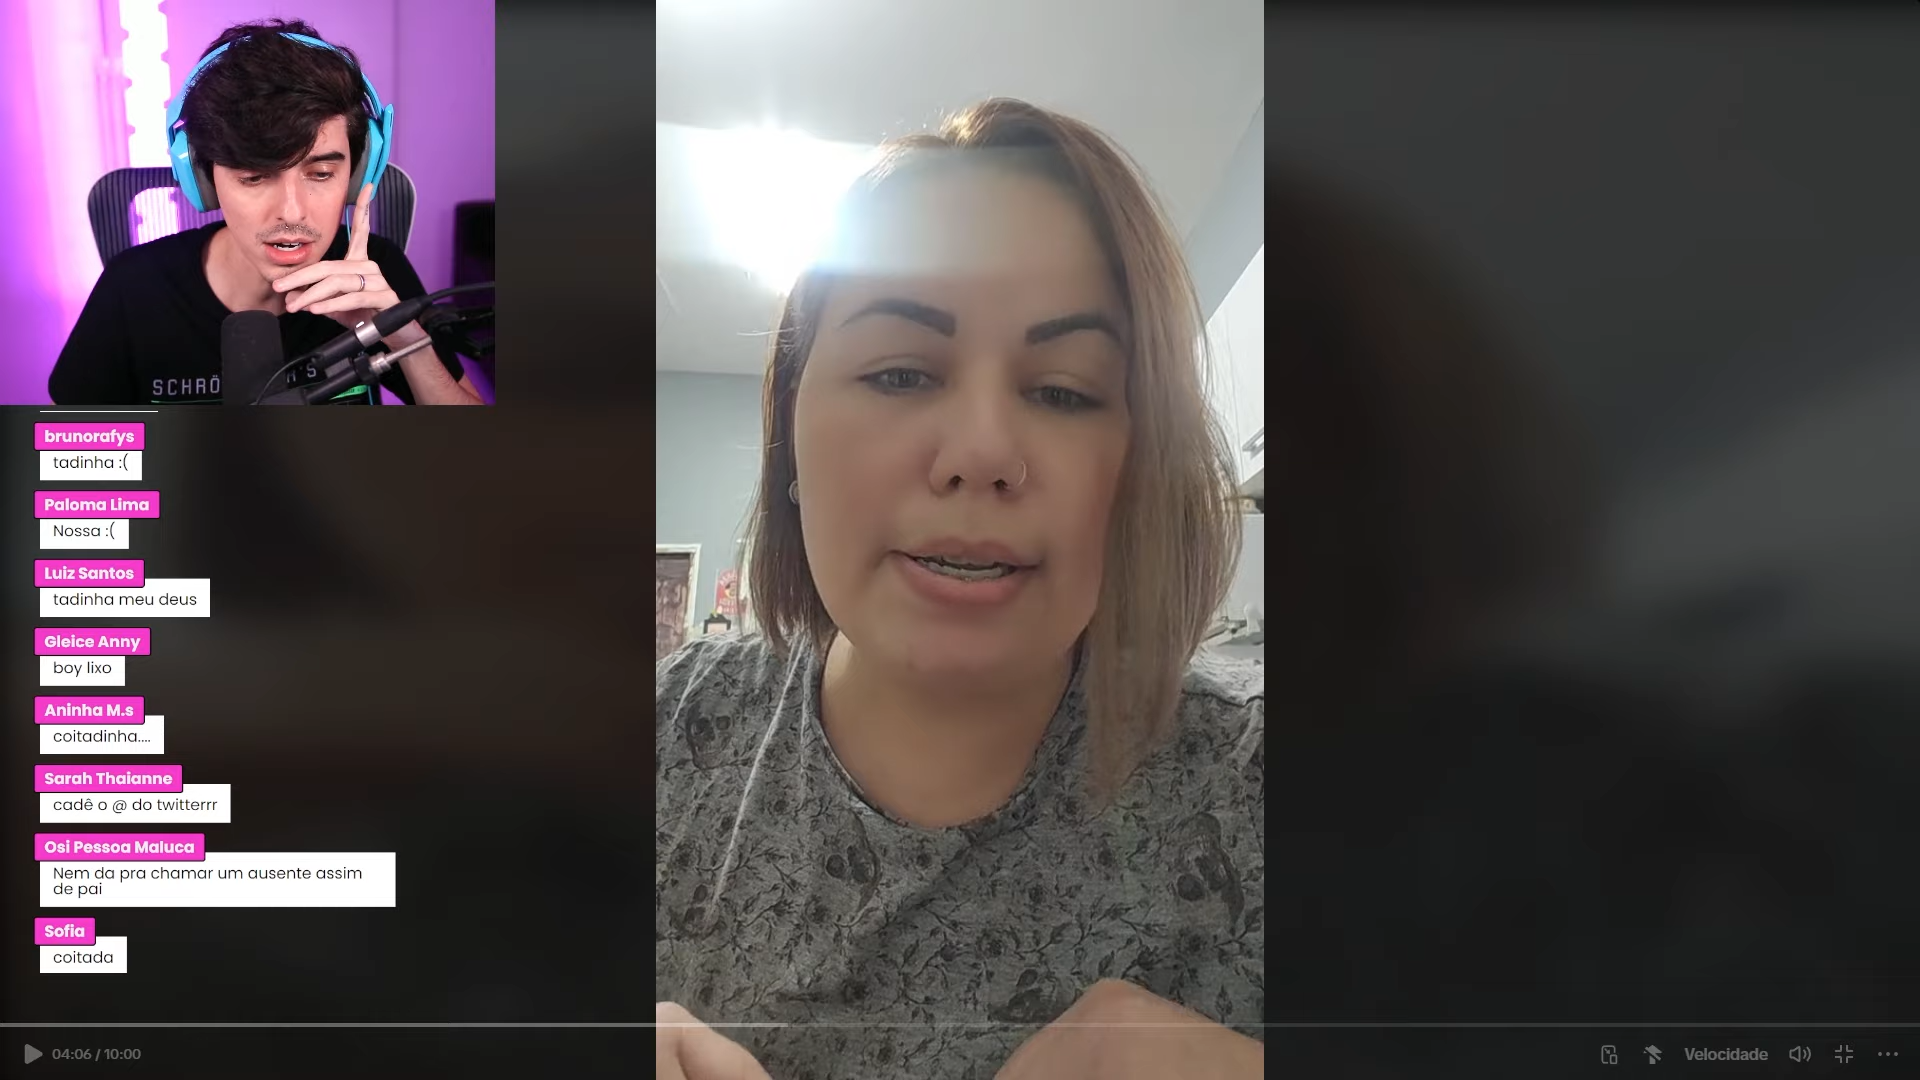 SCHRÖ
'S
brunorafys
tadinha :(
Paloma Lima
Nossa :(
Luiz Santos
tadinha meu deus
Gleice Anny
boy lixo
Aninha M.s
coitadinha....
Sarah Thaianne
cadê o @ do twitterrr
Osi Pessoa Maluca
Nem da pra chamar um ausente assim
de pai
Sofia
coitada
04:06 / 10:00
Velocidade